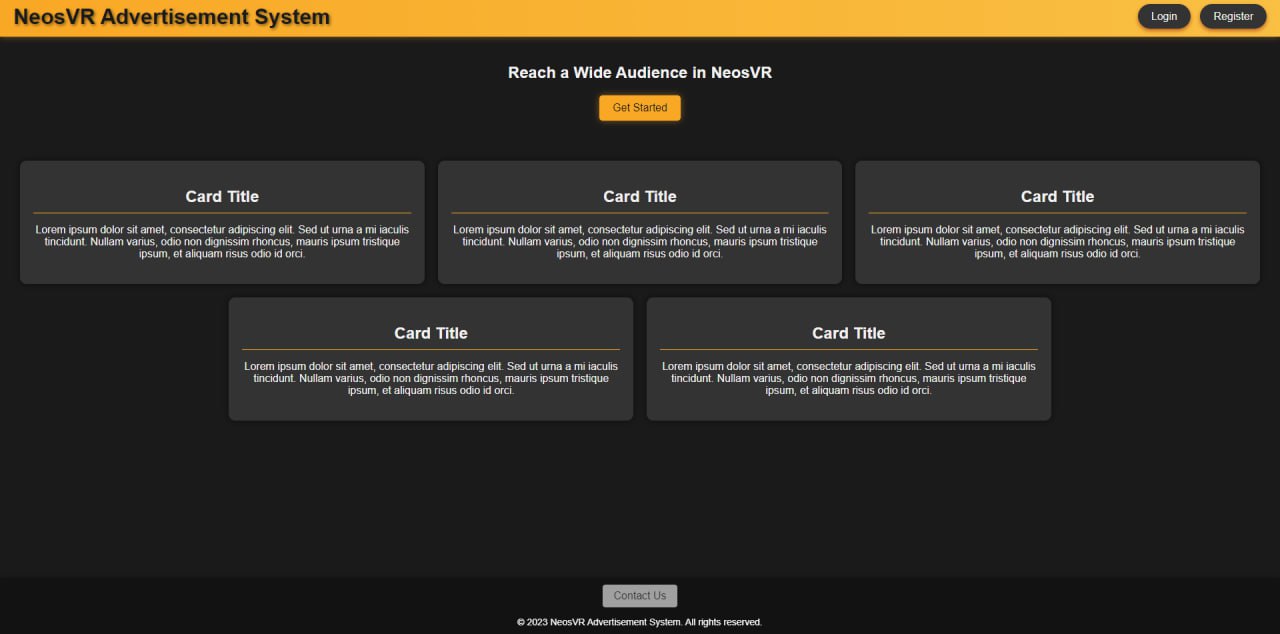 NeosVR Advertisement System
Login
Register
Reach a Wide Audience in NeosVR
Get Started
Card Title
Lorem ipsum dolor sit amet, consectetur adipiscing elit. Sed ut urna a mi iaculis
tincidunt. Nullam varius, odio non dignissim rhoncus, mauris ipsum tristique
ipsum, et aliquam risus odio id orci.
Card Title
Lorem ipsum dolor sit amet, consectetur adipiscing elit. Sed ut urna a mi iaculis
tincidunt. Nullam varius, odio non dignissim rhoncus, mauris ipsum tristique
ipsum, et aliquam risus odio id orci.
Card Title
Lorem ipsum dolor sit amet, consectetur adipiscing elit. Sed ut urna a mi iaculis
tincidunt. Nullam varius, odio non dignissim rhoncus, mauris ipsum tristique
ipsum, et aliquam risus odio id orci.
Card Title
Lorem ipsum dolor sit amet, consectetur adipiscing elit. Sed ut urna a mi iaculis
tincidunt. Nullam varius, odio non dignissim rhoncus, mauris ipsum tristique
ipsum, et aliquam risus odio id orci.
Card Title
Lorem ipsum dolor sit amet, consectetur adipiscing elit. Sed ut urna a mi iaculis
tincidunt. Nullam varius, odio non dignissim rhoncus, mauris ipsum tristique
ipsum, et aliquam risus odio id orci.
Contact Us
© 2023 NeosVR Advertisement System. All rights reserved.